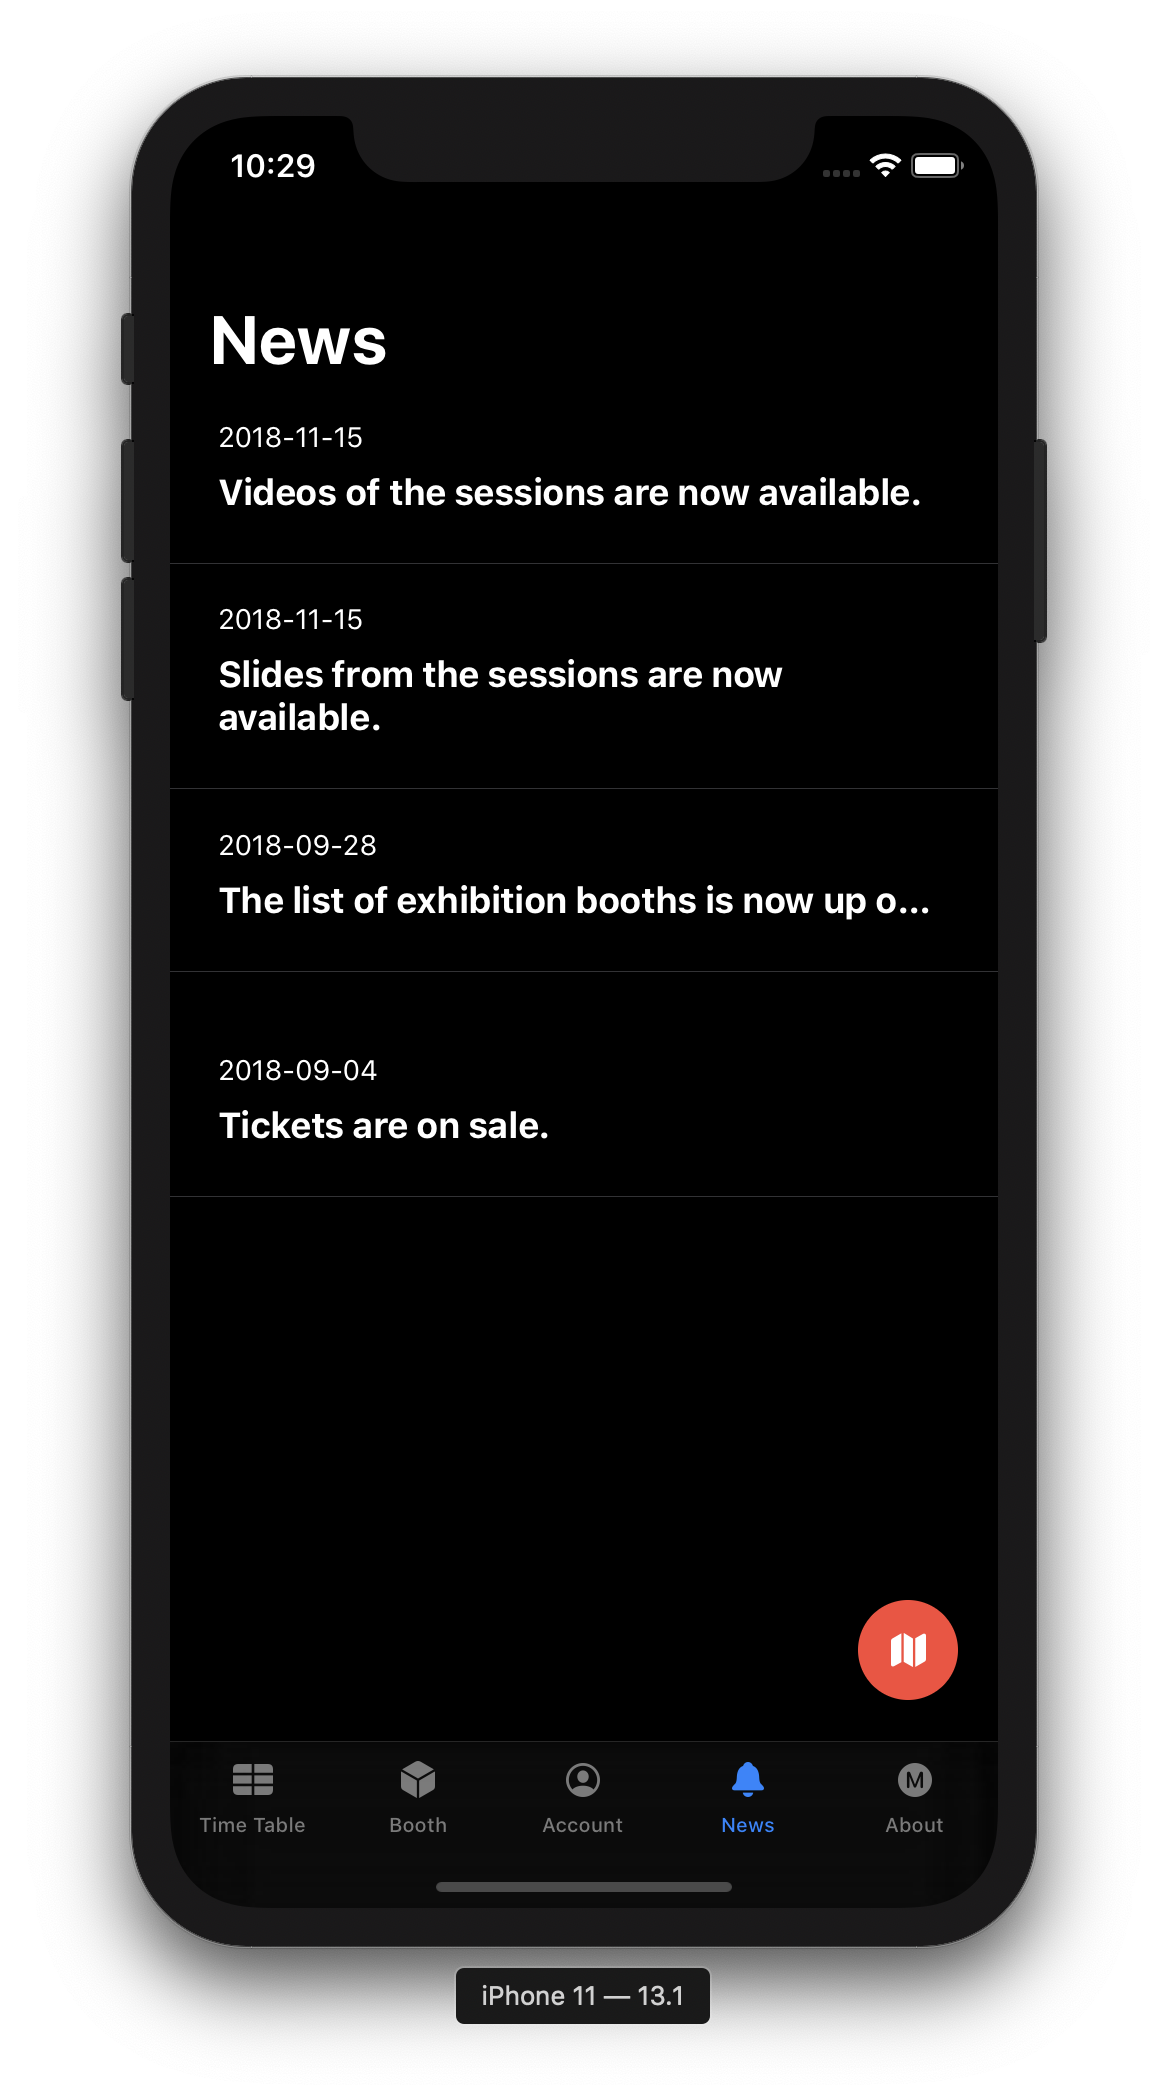 10:29
News
2018-11-15
Videos of the sessions are now available.
2018-11-15
Slides from the sessions are now
available.
2018-09-28
The list of exhibition booths is now up o...
2018-09-04
Tickets are on sale.
Time Table
Booth
Account
News
M
About
iPhone 11 — 13.1